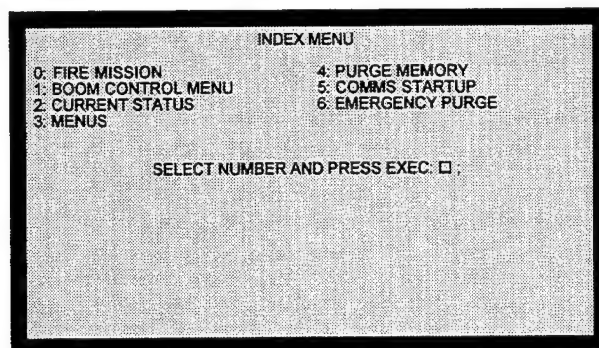 INDEX MENU
0: FIRE MISSION
1: BOOM CONTROL MENU
2: CURRENT STATUS
3: MENUS
4: PURGE MEMORY
5: COMMS STARTUP
6: EMERGENCY PURGE
SELECT NUMBER AND PRESS EXEC: □ ;